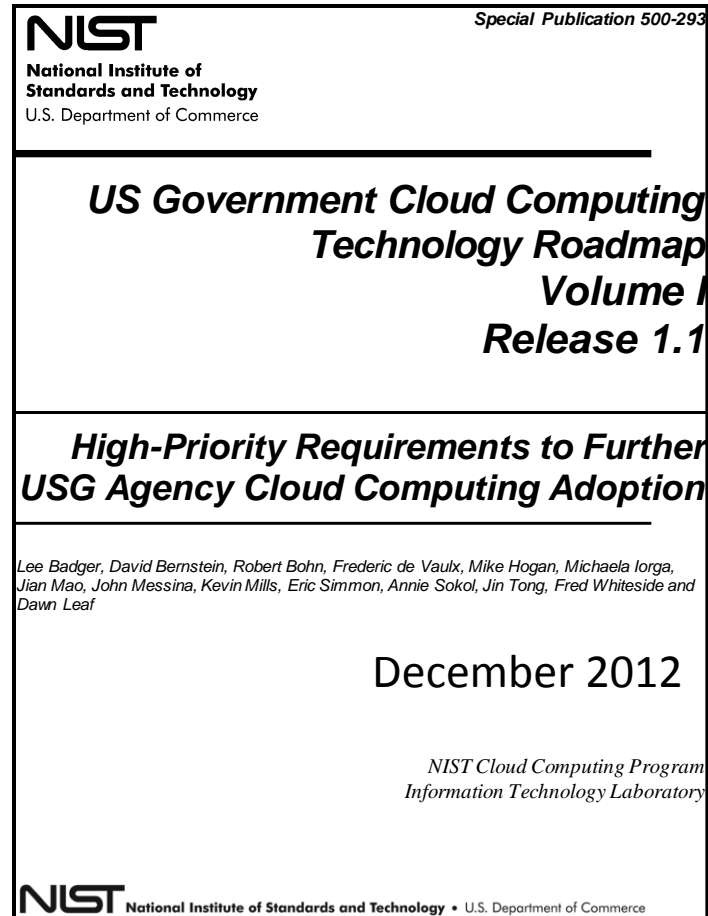 NIST
Special Publication 500-293
National Institute of
Standards and Technology
U.S. Department of Commerce
US Government Cloud Computing
Technology Roadmap
Volume I
Release 1.1
High-Priority Requirements to Further
USG Agency Cloud Computing Adoption
Lee Badger, David Bernstein, Robert Bohn, Frederic de Vaulx, Mike Hogan, Michaela Iorga,
Jian Mao, John Messina, Kevin Mills, Eric Simmon, Annie Sokol, Jin Tong, Fred Whiteside and
Dawn Leaf
December 2012
NIST Cloud Computing Program
Information Technology Laboratory
NIST National Institute of Standards and Technology • U.S. Department of Commerce